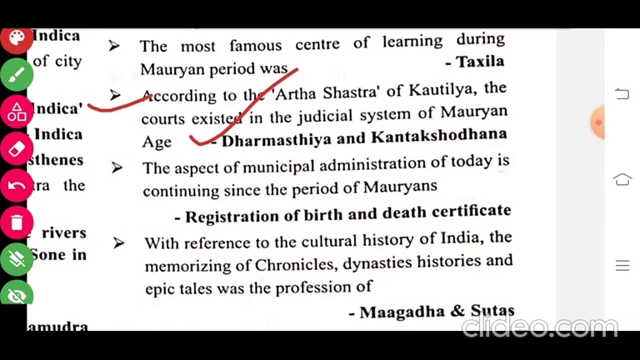 Indica
of city
Indica'
Indica
sthenes
tra the
rivers
Sone in
amudra
The most famous centre of learning during
Mauryan period was
- Taxila
According to the 'Artha Shastra' of Kautilya, the
courts existed in the judicial system of Mauryan
Age - Dharmasthiya and Kantakshodhana
The aspect of municipal administration of today is
continuing since the period of Mauryans
- Registration of birth and death certificate
With reference to the cultural history of India, the
memorizing of Chronicles, dynasties histories and
epic tales was the profession of
- Maagadha & Sutas
clideo.com